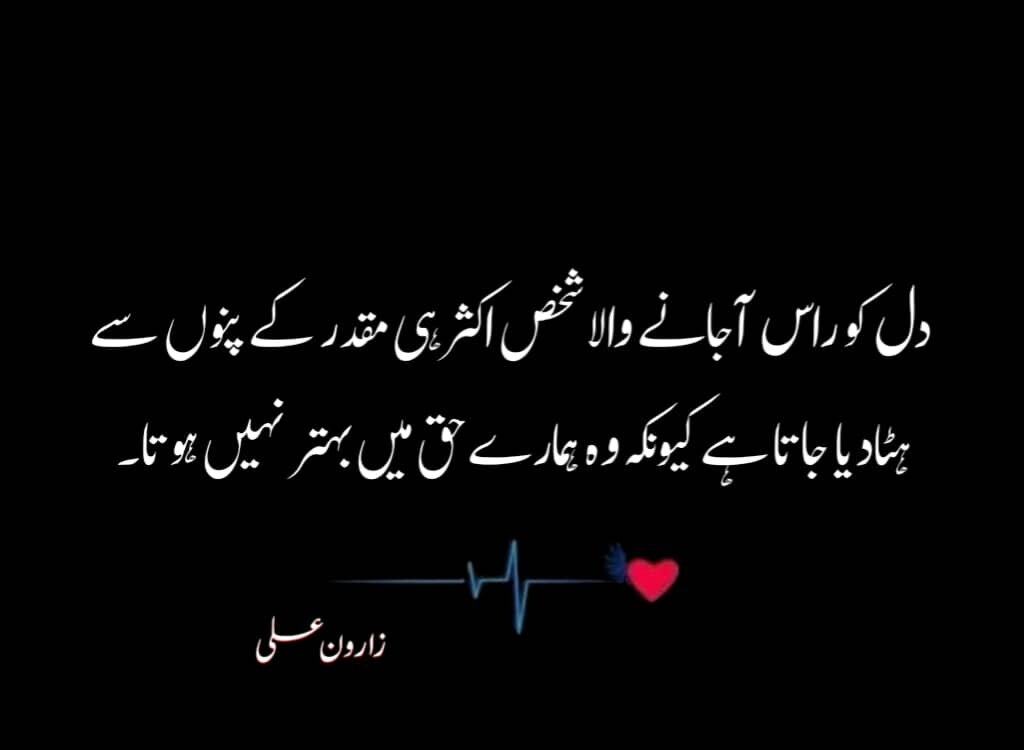 دل کو راس آجانے والا شخص اکثر ہی مقدر کے پنوں سے
ہٹا دیا جاتا ہے کیونکہ وہ ہمارے حق میں بہتر نہیں ہوتا۔
زارون علی